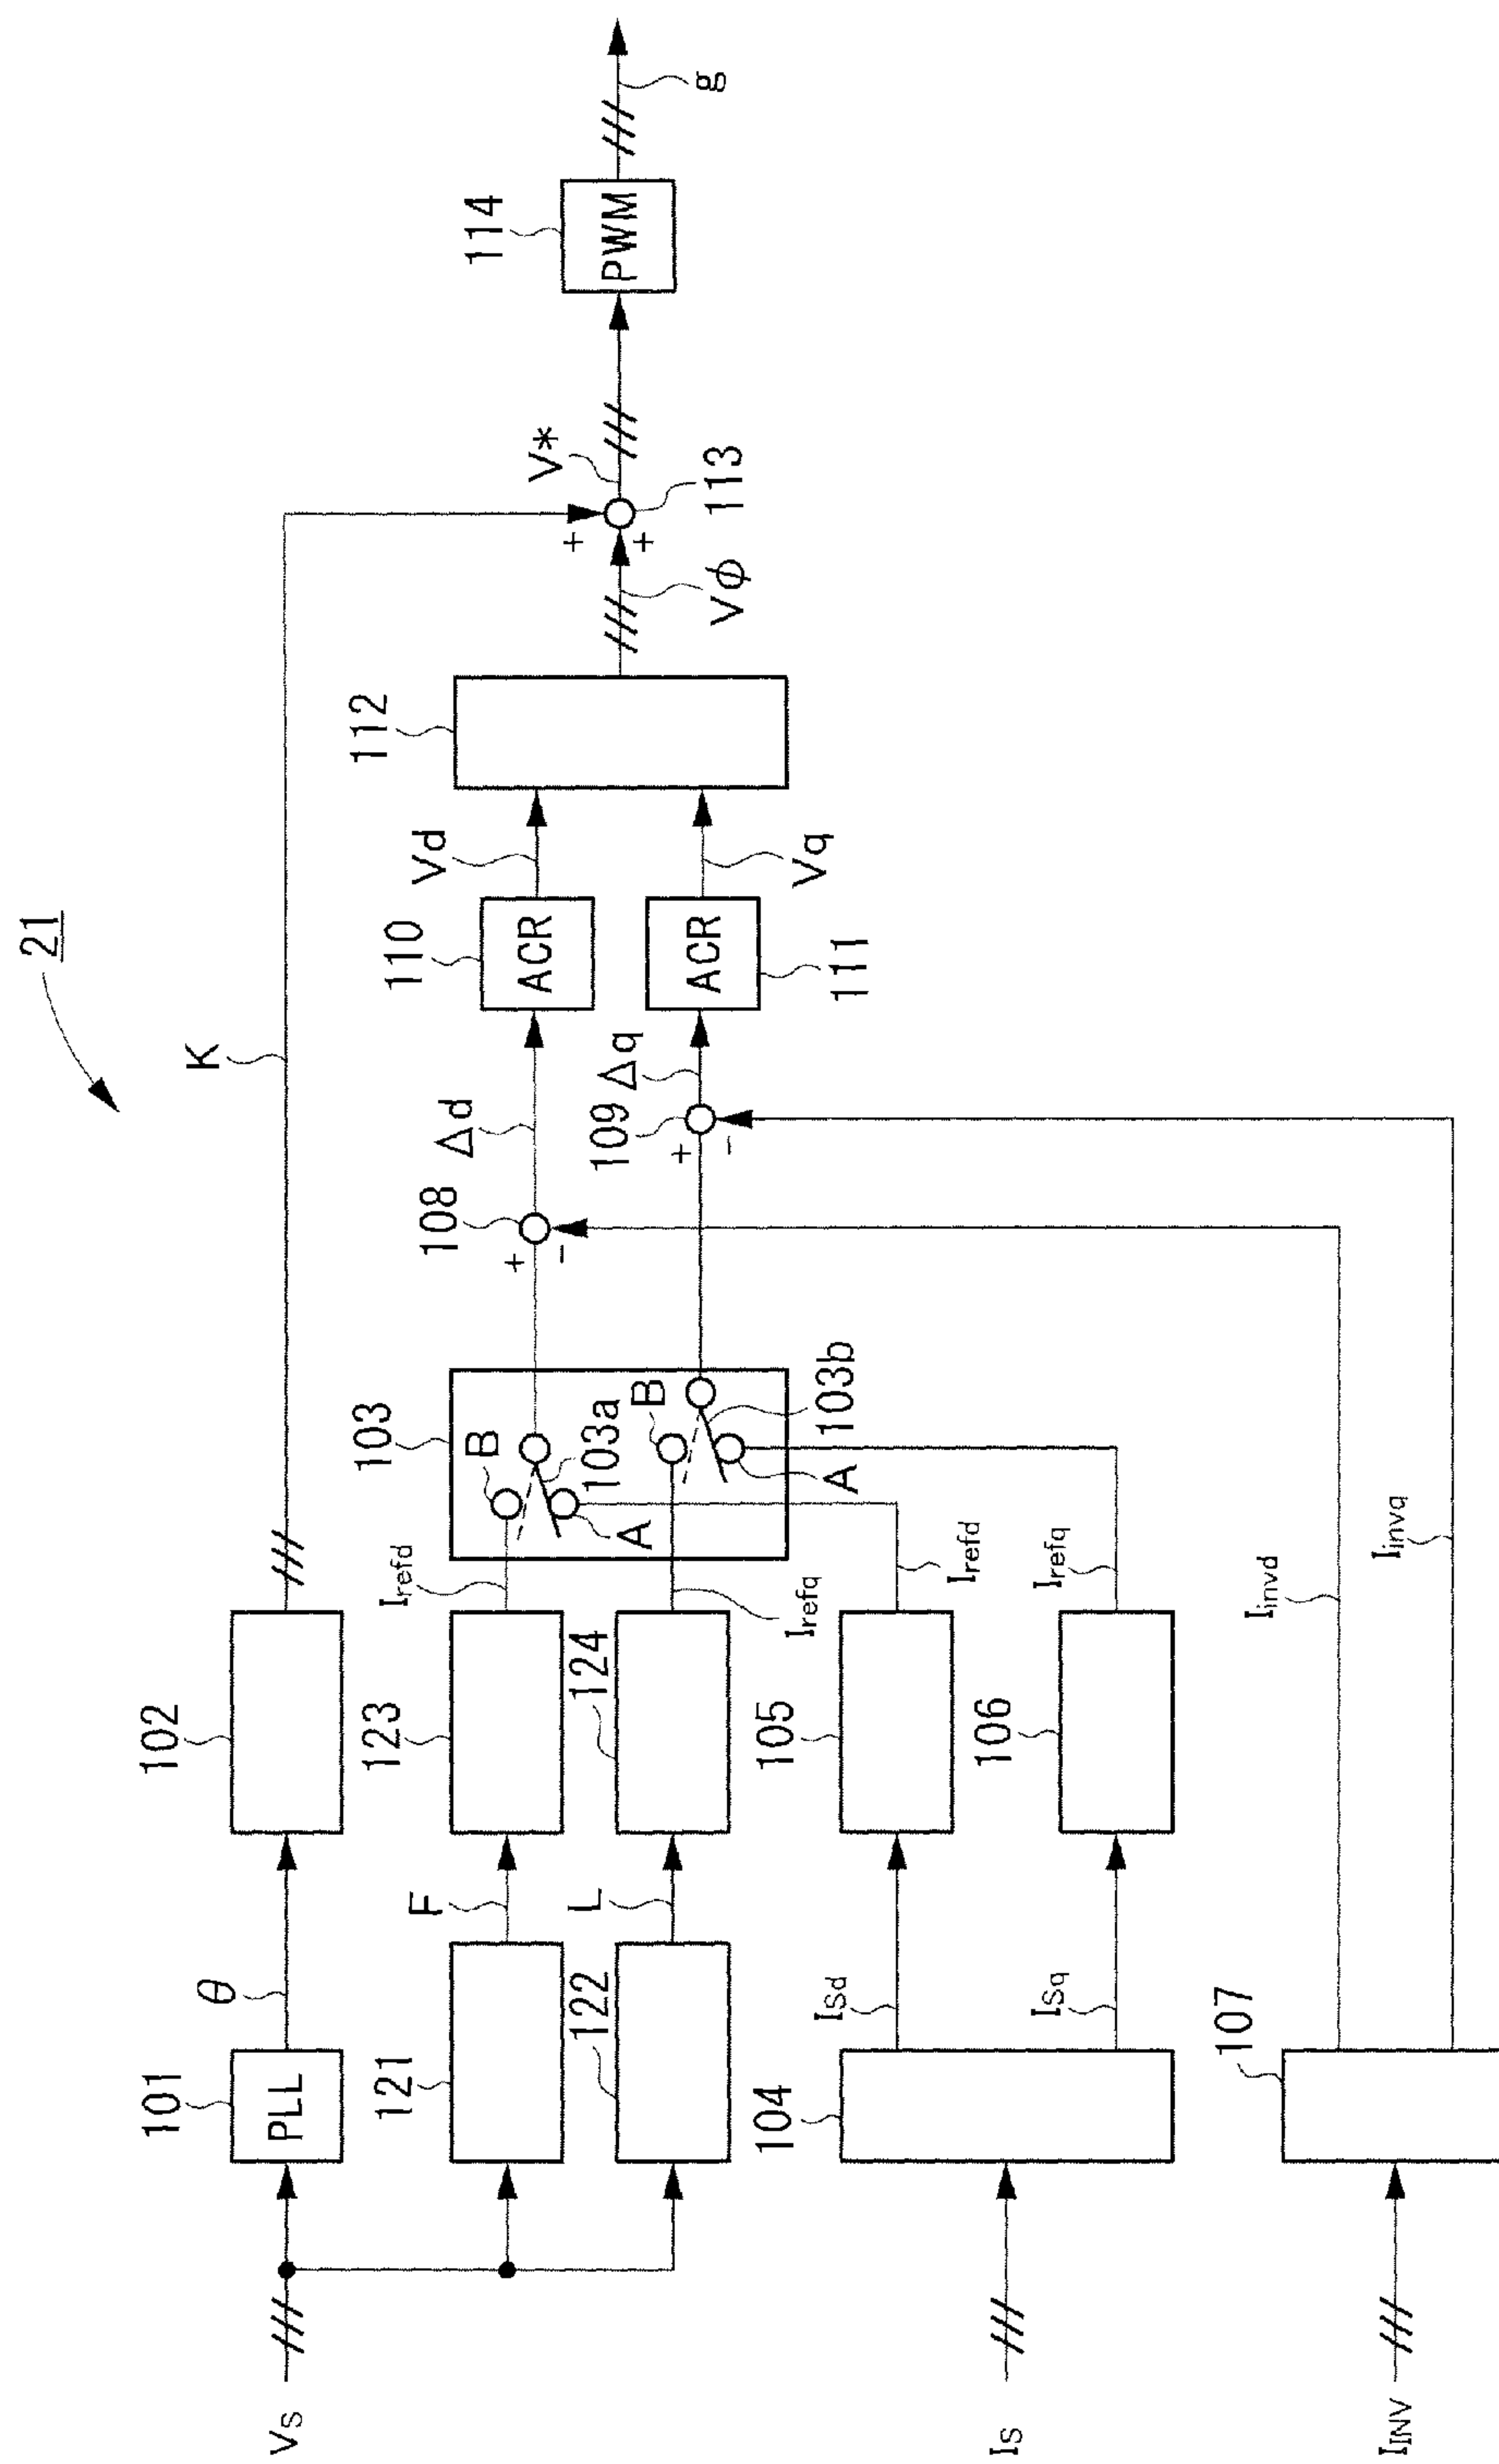 21
K
101
PLL
θ
102
V*
113
+
+
Vφ
114
PWM
g
VS
121
F
123
Irefd
103
B
103a
A
108
+
-
Δd
110
ACR
Vd
112
122
L
124
Irefq
B
103b
A
109
+
-
Δq
ACR
111
Vq
104
ISd
105
Irefd
ISq
106
Irefq
IS
107
Iinvd
Iinvq
IINV